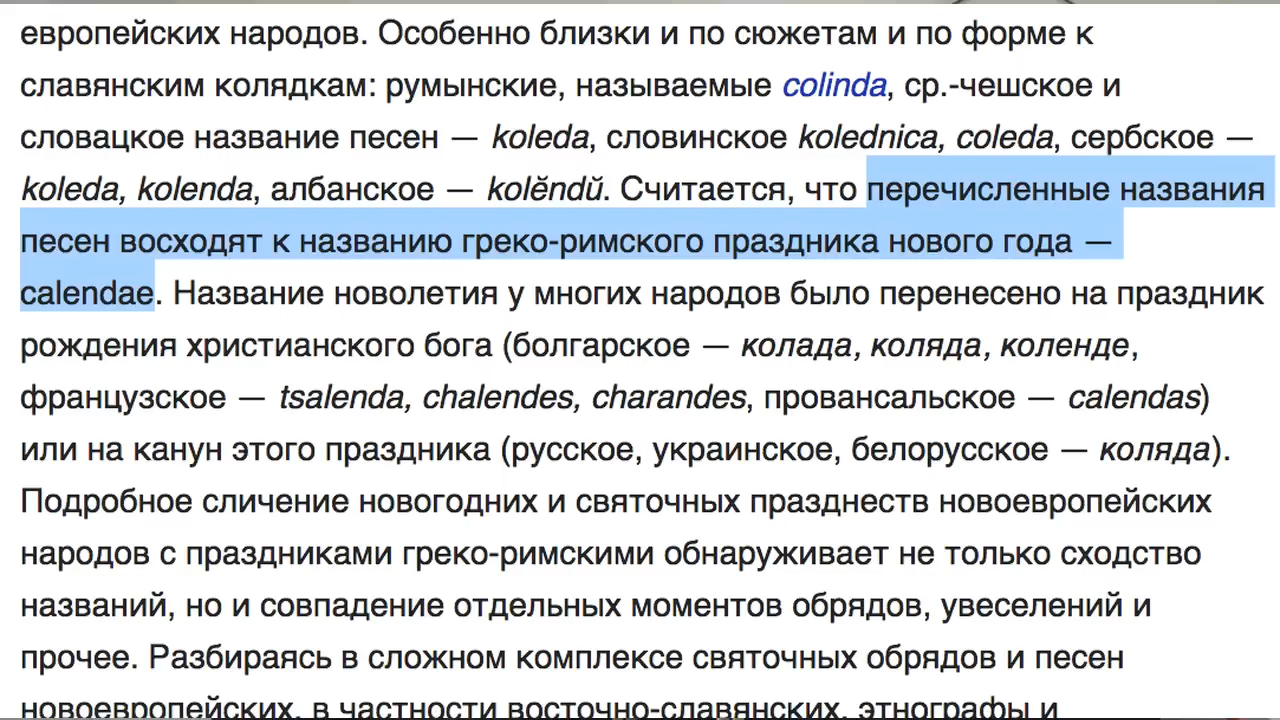 европейских народов. Особенно близки и по сюжетам и по форме к
славянским колядкам: румынские, называемые colinda, ср.-чешское и
словацкое название песен — koleda, словинское kolednica, coleda, сербское —
koleda, kolenda, албанское — kolĕndŭ. Считается, что перечисленные названия
песен восходят к названию греко-римского праздника нового года —
calendae. Название новолетия у многих народов было перенесено на праздник
рождения христианского бога (болгарское — колада, коляда, коленде,
французское — tsalenda, chalendes, charandes, провансальское — calendas)
или на канун этого праздника (русское, украинское, белорусское — коляда).
Подробное сличение новогодних и святочных празднеств новоевропейских
народов с праздниками греко-римскими обнаруживает не только сходство
названий, но и совпадение отдельных моментов обрядов, увеселений и
прочее. Разбираясь в сложном комплексе святочных обрядов и песен
новоевропейских, в частности восточно-славянских, этнографы и